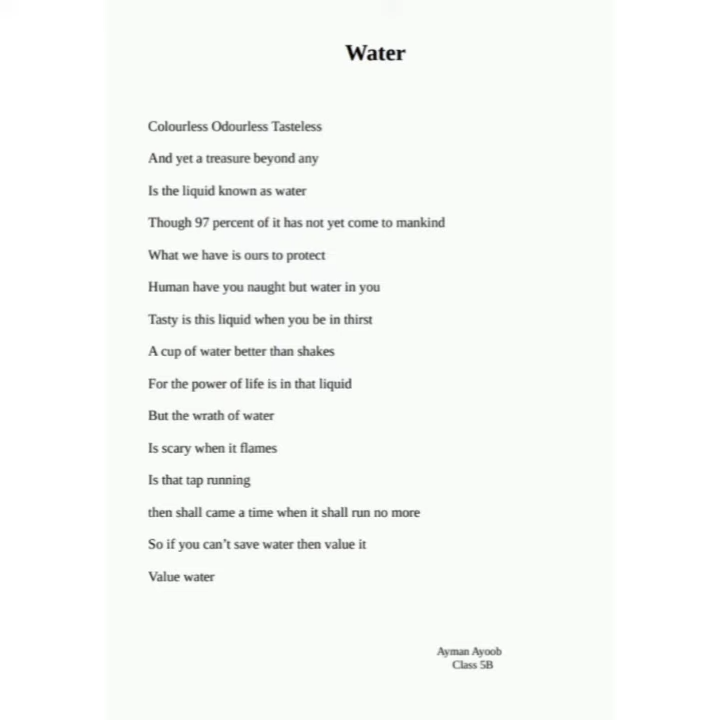 Water
Colourless Odourless Tasteless
And yet a treasure beyond any
Is the liquid known as water
Though 97 percent of it has not yet come to mankind
What we have is ours to protect
Human have you naught but water in you
Tasty is this liquid when you be in thirst
A cup of water better than shakes
For the power of life is in that liquid
But the wrath of water
Is scary when it flames
Is that tap running
then shall came a time when it shall run no more
So if you can’t save water then value it
Value water
Ayman Ayoob
Class 5B